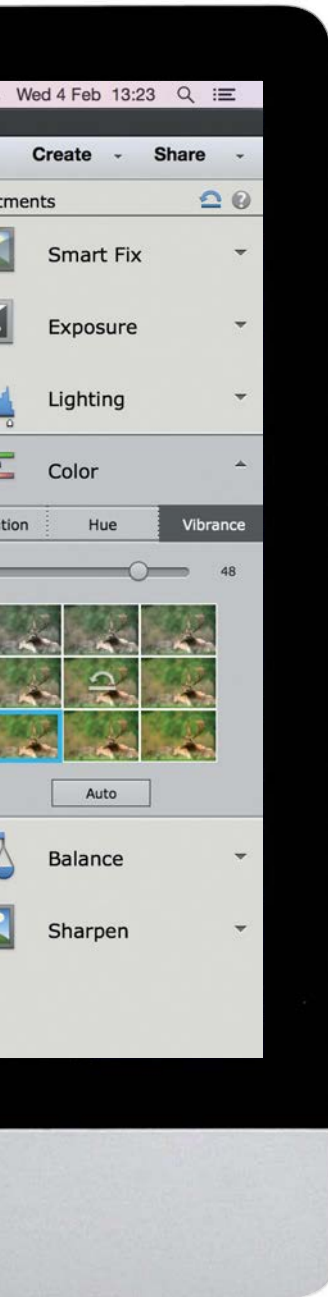 Wed 4 Feb 13:23
Create Share
tments
Smart Fix
Exposure
Lighting
Color
tion Hue Vibrance
48
Auto
Balance
Sharpen